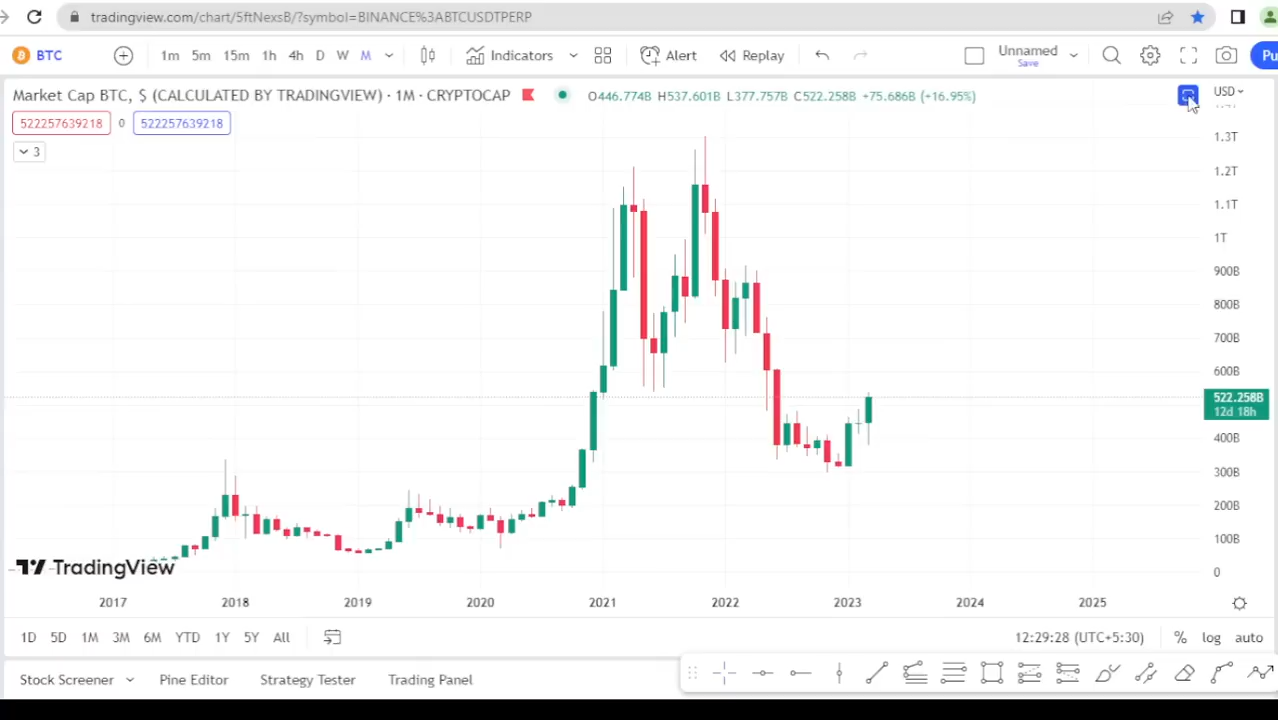 tradingview.com/chart/5ftNexsB/?symbol=BINANCE%3ABTCUSDTPERP
BTC 1m 5m 15m 1h 4h D W M Indicators Alert Replay Unnamed Save Pu
Market Cap BTC, $ (CALCULATED BY TRADINGVIEW) · 1M · CRYPTOCAP O446.774B H537.601B L377.757B C522.258B +75.686B (+16.95%) USD
522257639218 0 522257639218
3
1.3T
1.2T
1.1T
1T
900B
800B
700B
600B
522.258B
12d 18h
400B
300B
200B
100B
0
TradingView
2017 2018 2019 2020 2021 2022 2023 2024 2025
1D 5D 1M 3M 6M YTD 1Y 5Y All 12:29:28 (UTC+5:30) % log auto
Stock Screener Pine Editor Strategy Tester Trading Panel